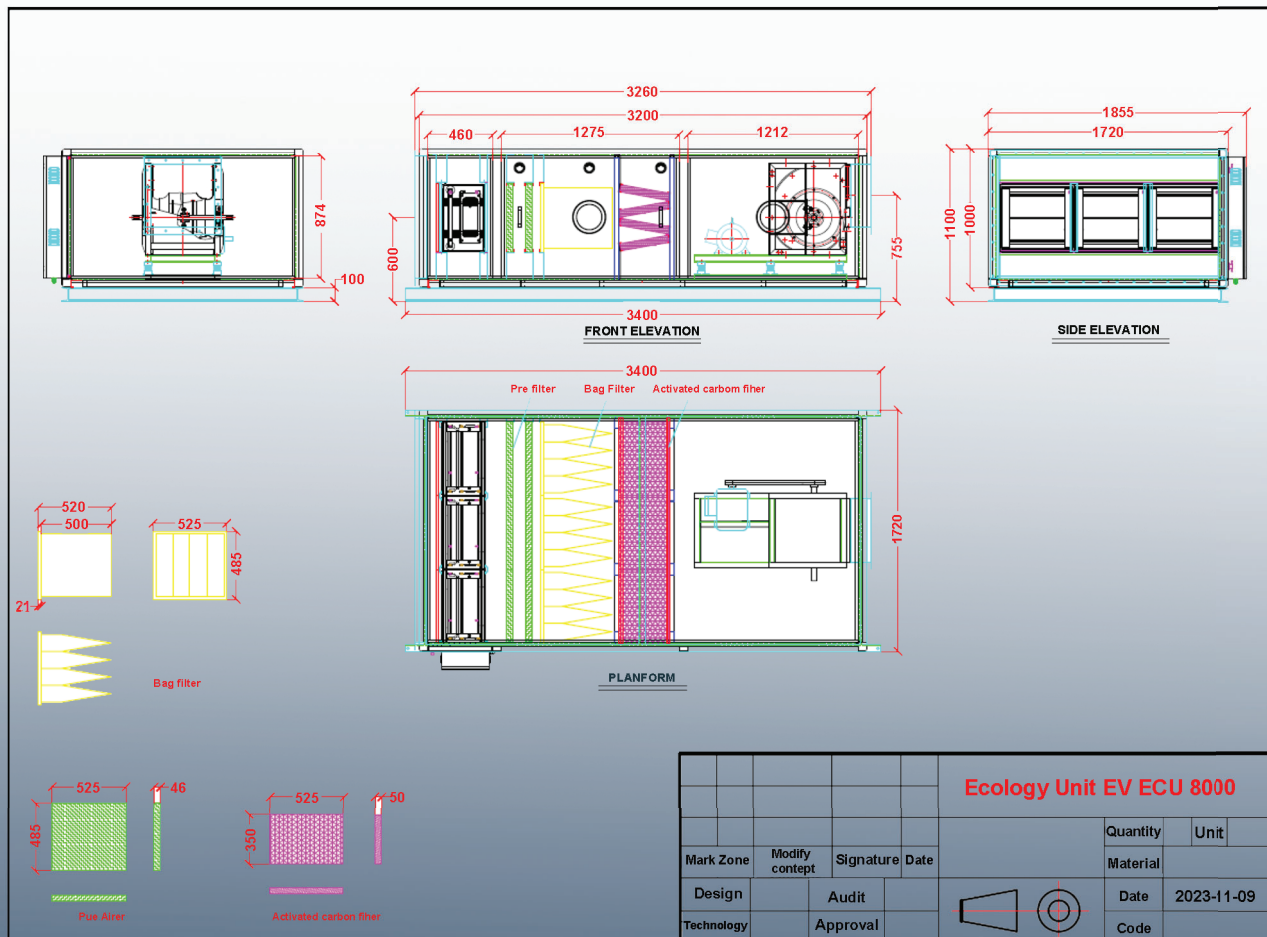 3260
3200
460
1275
1212
1855
1720
874
100
600
755
1100
1000
3400
FRONT ELEVATION
SIDE ELEVATION
3400
Pre filter
Bag Filter
Activated carbom fiher
1720
PLANFORM
520
500
525
485
21
Bag filter
525
46
485
Pue Airer
525
50
350
Activated carbon fiher
Ecology Unit EV ECU 8000
Quantity
Unit
Mark Zone
Modify
contept
Signature
Date
Material
Design
Audit
Date
2023-11-09
Technology
Approval
Code